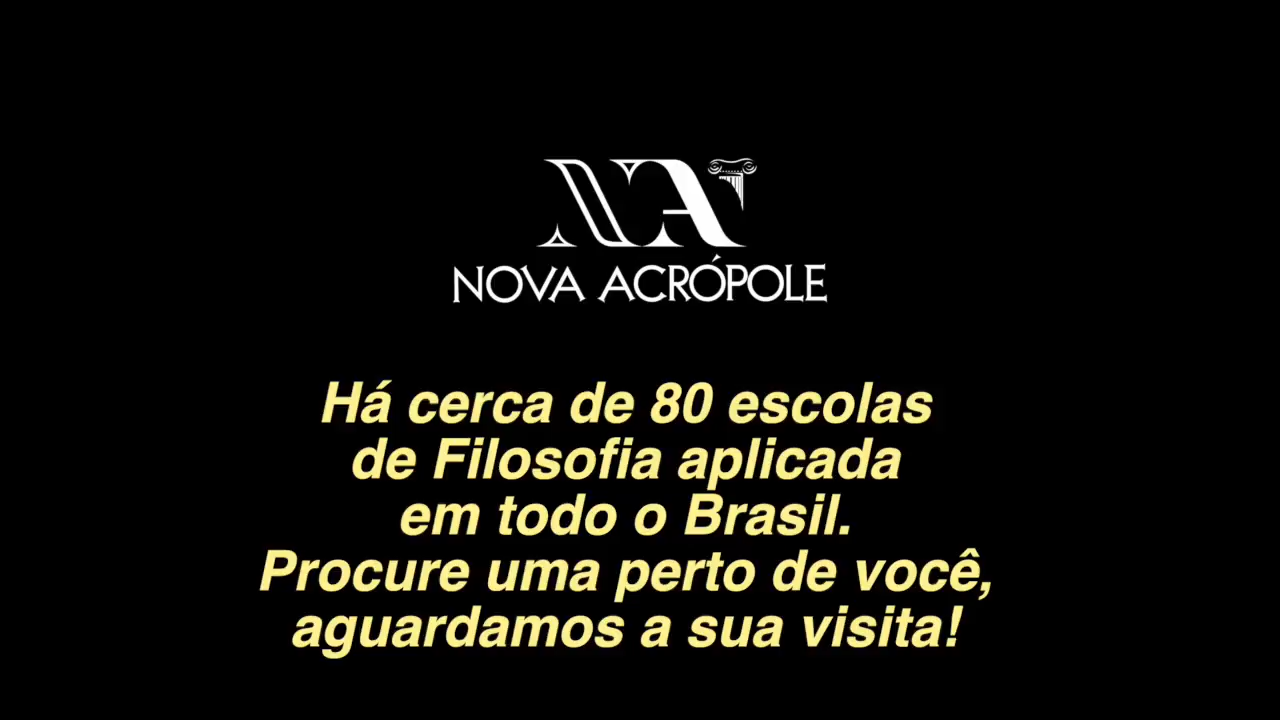 NA
NOVA ACRÓPOLE
Há cerca de 80 escolas
de Filosofia aplicada
em todo o Brasil.
Procure uma perto de você,
aguardamos a sua visita!